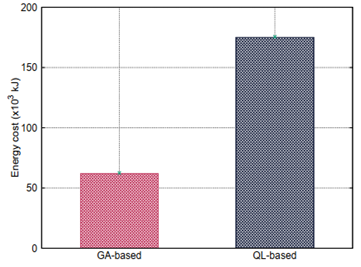 200
150
100
50
0
Energy cost (x10³ kJ)
GA-based QL-based